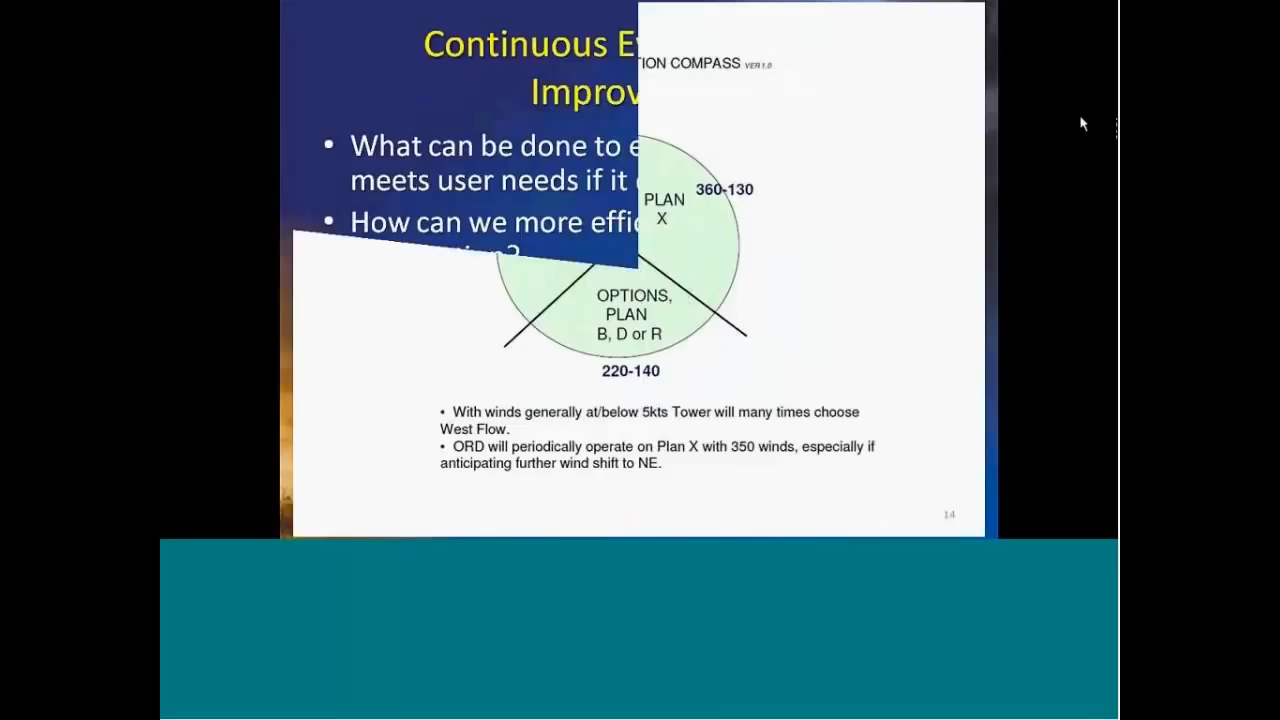 Continuous
Improv
What can be done to
meets user needs if it
How can we more effic
TION COMPASS VER 1.0
360-130
PLAN
X
OPTIONS,
PLAN
B, D or R
220-140
• With winds generally at/below 5kts Tower will many times choose
West Flow.
• ORD will periodically operate on Plan X with 350 winds, especially if
anticipating further wind shift to NE.
14